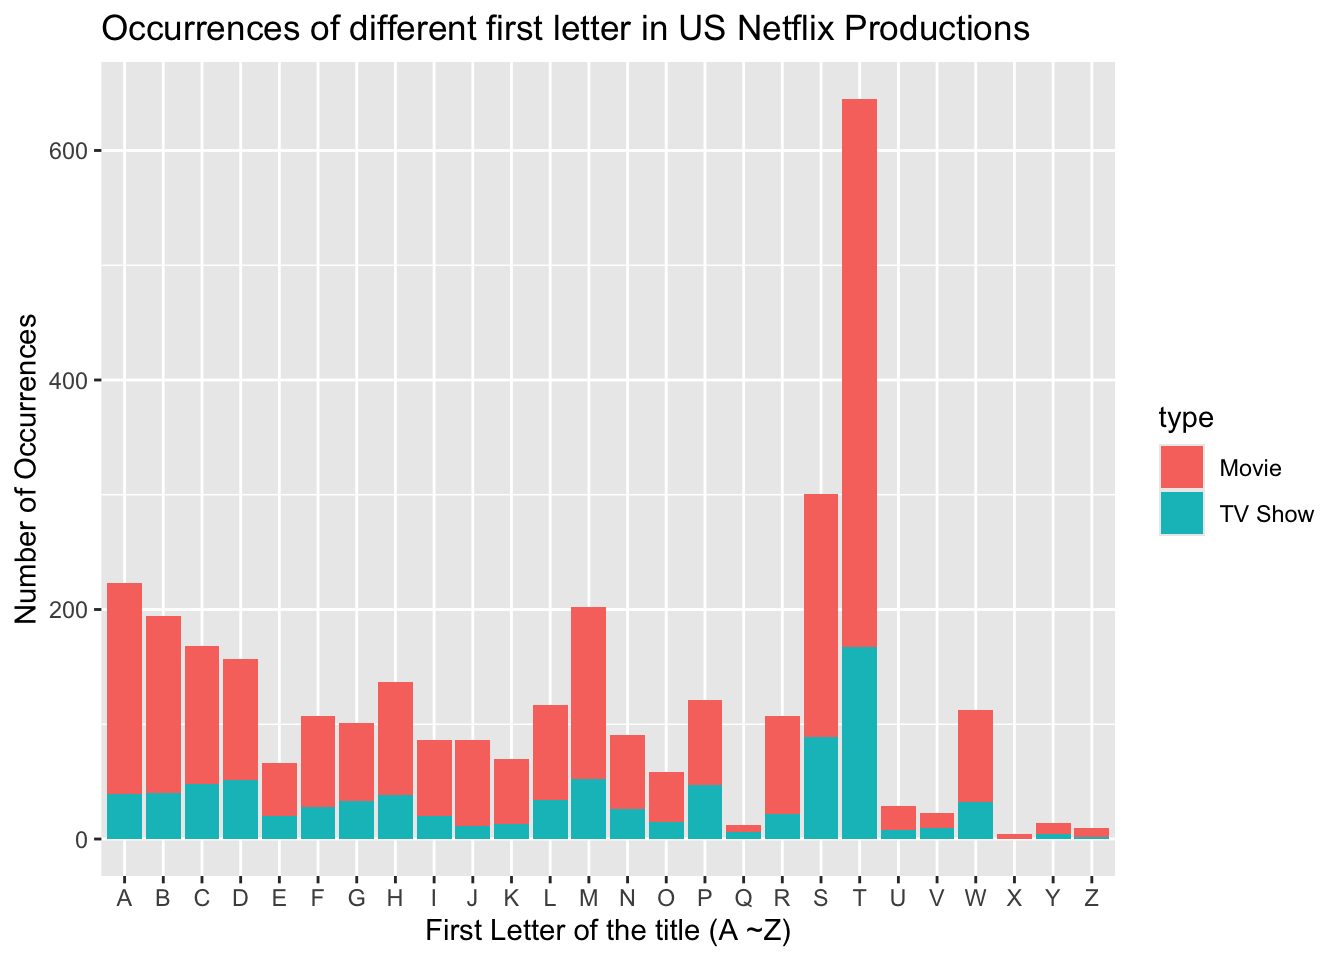 Occurrences of different first letter in US Netflix Productions
Number of Occurrences
600
400
200
0
A B C D E F G H I J K L M N O P Q R S T U V W X Y Z
First Letter of the title (A ~Z)
type
Movie
TV Show